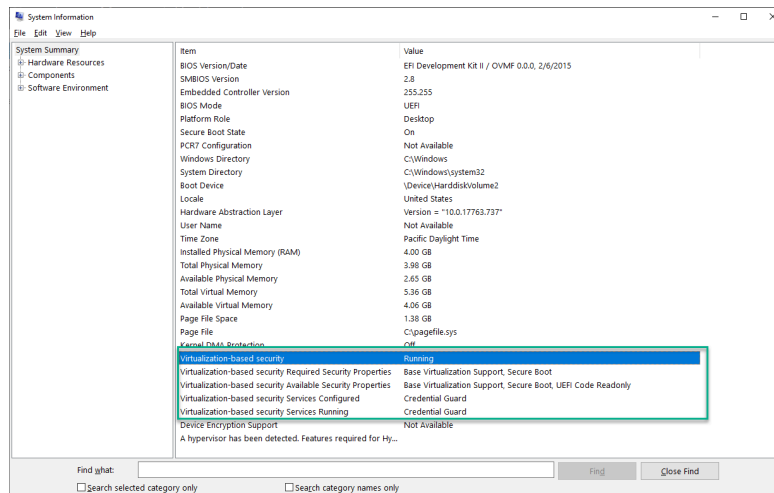 System Information
File Edit View Help
System Summary
Hardware Resources
Components
Software Environment
Item Value
BIOS Version/Date EFI Development Kit II / OVMF 0.0.0, 2/6/2015
SMBIOS Version 2.8
Embedded Controller Version 255.255
BIOS Mode UEFI
Platform Role Desktop
Secure Boot State On
PCR7 Configuration Not Available
Windows Directory C:\Windows
System Directory C:\Windows\system32
Boot Device \Device\HarddiskVolume2
Locale United States
Hardware Abstraction Layer Version = "10.0.17763.737"
User Name Not Available
Time Zone Pacific Daylight Time
Installed Physical Memory (RAM) 4.00 GB
Total Physical Memory 3.98 GB
Available Physical Memory 2.65 GB
Total Virtual Memory 5.36 GB
Available Virtual Memory 4.06 GB
Page File Space 1.38 GB
Page File C:\pagefile.sys
Kernel DMA Protection Off
Virtualization-based security Running
Virtualization-based security Required Security Properties Base Virtualization Support, Secure Boot
Virtualization-based security Available Security Properties Base Virtualization Support, Secure Boot, UEFI Code Readonly
Virtualization-based security Services Configured Credential Guard
Virtualization-based security Services Running Credential Guard
Device Encryption Support Not Available
A hypervisor has been detected. Features required for Hy...
Find what: Find Close Find
Search selected category only Search category names only